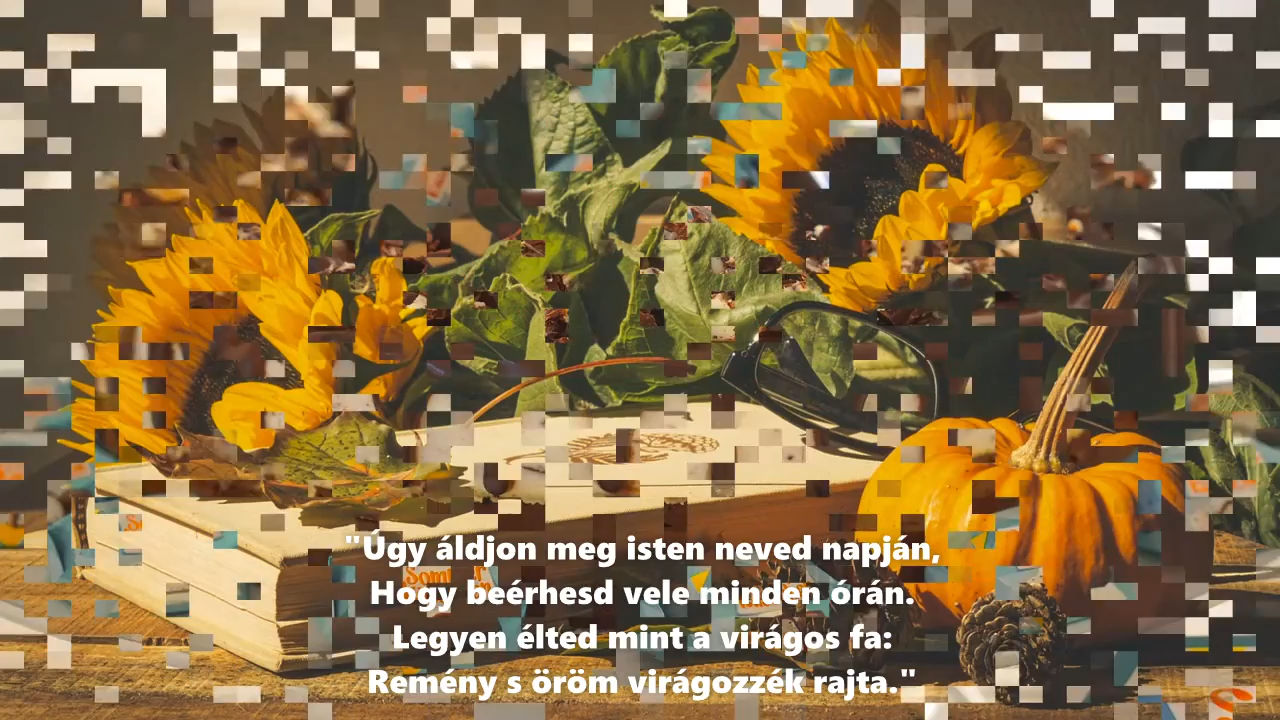 "Úgy áldjon meg isten neved napján,
Hogy beérhesd vele minden órán.
Legyen élted mint a virágos fa:
Remény s öröm virágozzék rajta."